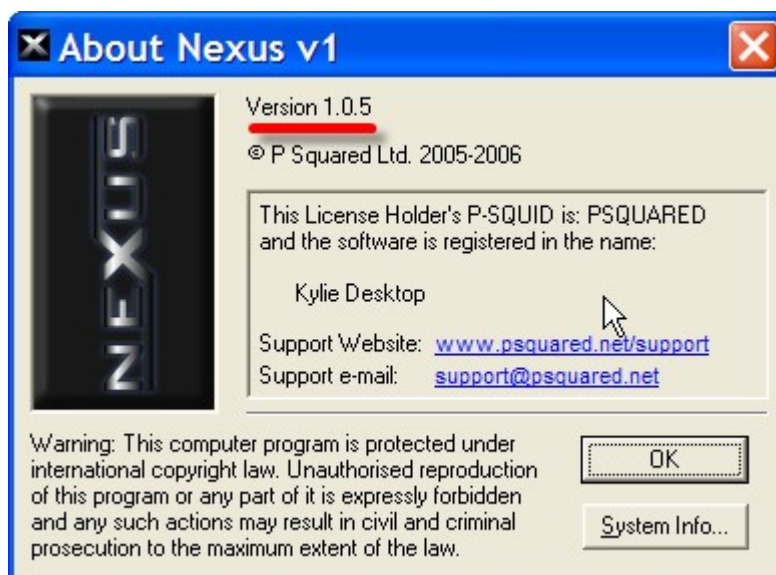 About Nexus v1
NEXUS
Version 1.0.5
© P Squared Ltd. 2005-2006
This License Holder's P-SQUID is: PSQUARED
and the software is registered in the name:
Kylie Desktop
Support Website: www.psquared.net/support
Support e-mail: support@psquared.net
Warning: This computer program is protected under
international copyright law. Unauthorised reproduction
of this program or any part of it is expressly forbidden
and any such actions may result in civil and criminal
prosecution to the maximum extent of the law.
OK
System Info...